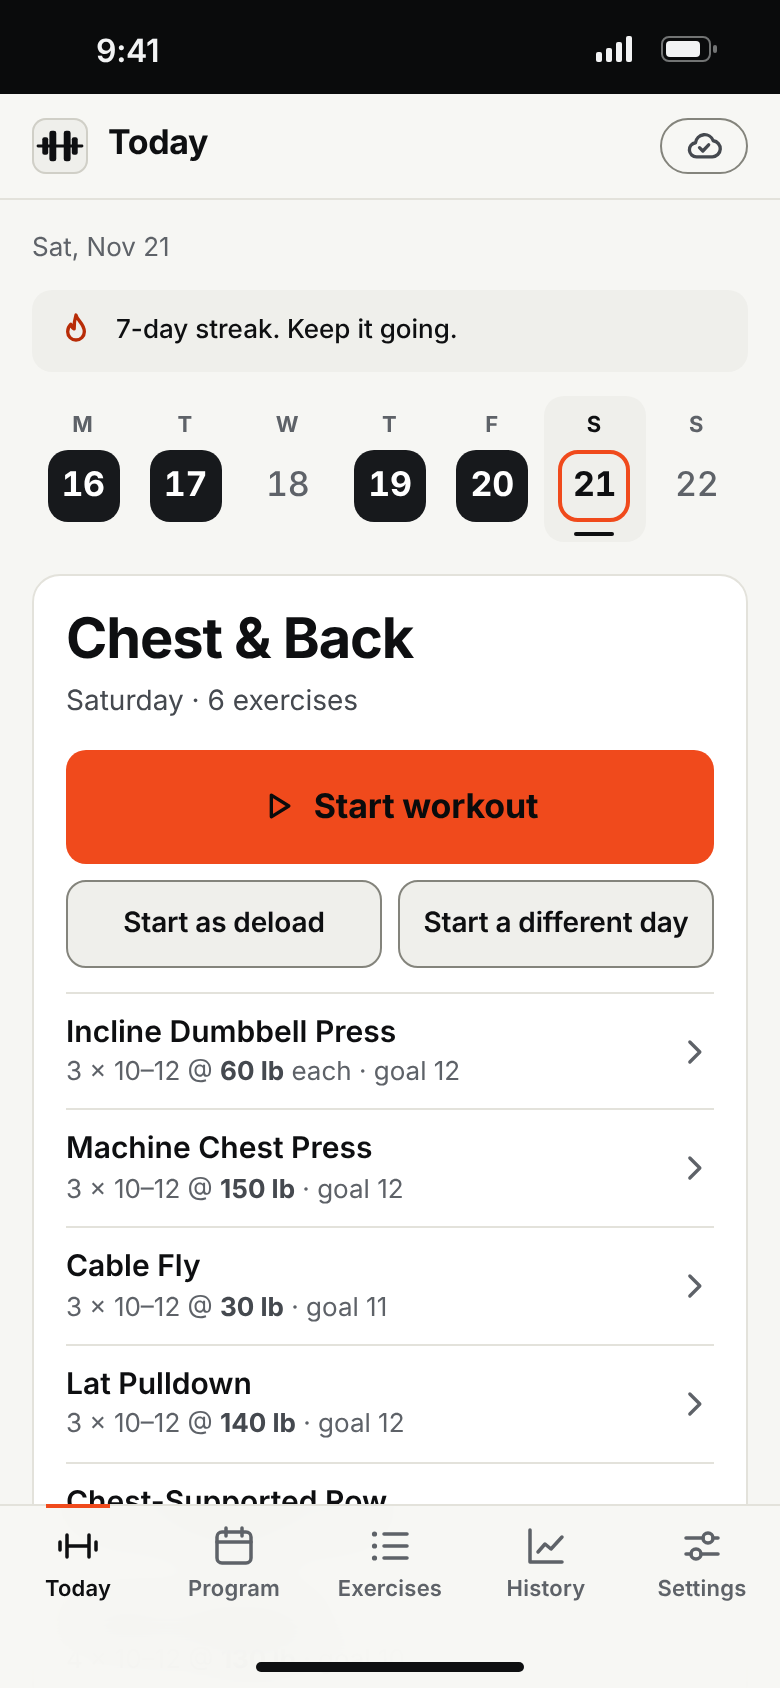 9:41
Today
Sat, Nov 21
7-day streak. Keep it going.
M T W T F S S
16 17 18 19 20 21 22
Chest & Back
Saturday · 6 exercises
Start workout
Start as deload
Start a different day
Incline Dumbbell Press
3 × 10–12 @ 60 lb each · goal 12
Machine Chest Press
3 × 10–12 @ 150 lb · goal 12
Cable Fly
3 × 10–12 @ 30 lb · goal 11
Lat Pulldown
3 × 10–12 @ 140 lb · goal 12
Chest-Supported Row
Today Program Exercises History Settings